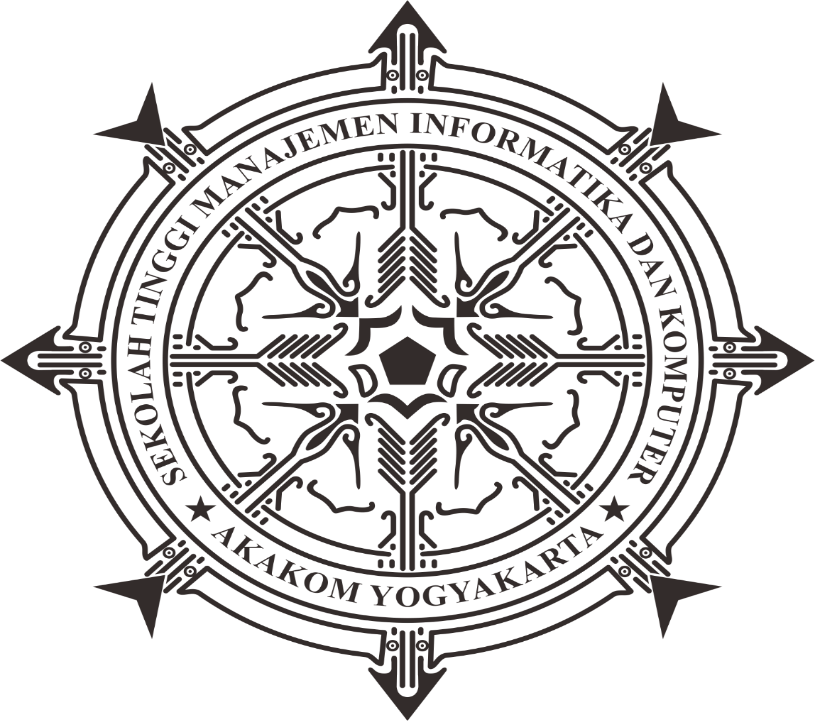 SEKOLAH TINGGI MANAJEMEN INFORMATIKA DAN KOMPUTER
AKAKOM YOGYAKARTA